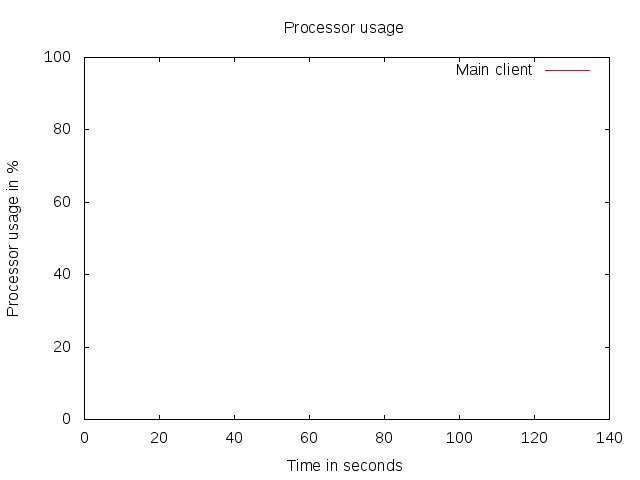 Processor usage
100
Main client
80
60
40
20
0
Processor usage in %
0 20 40 60 80 100 120 140
Time in seconds